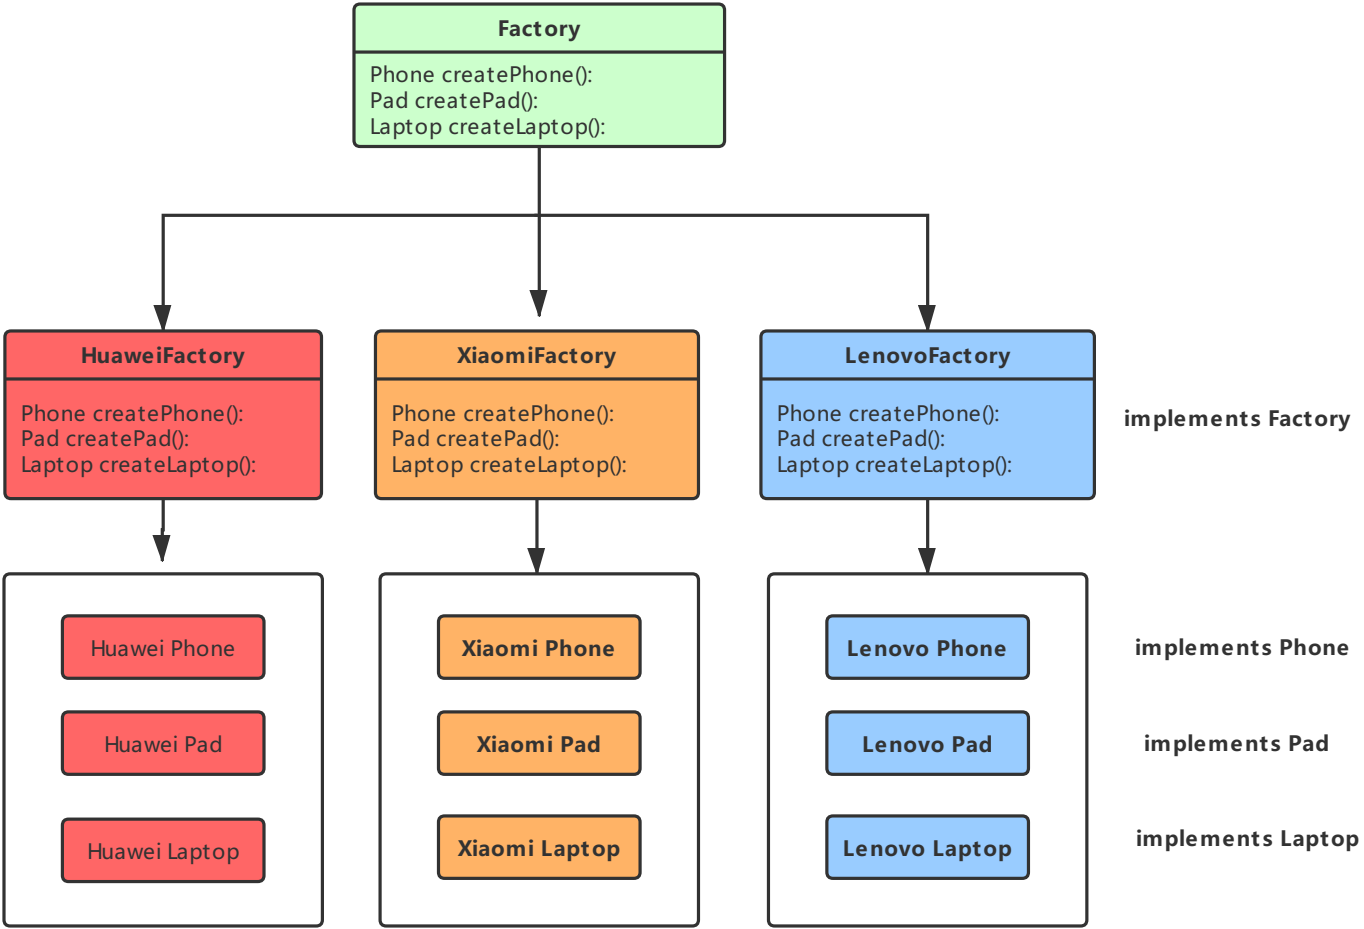 Factory
Phone createPhone():
Pad createPad():
Laptop createLaptop():
HuaweiFactory
Phone createPhone():
Pad createPad():
Laptop createLaptop():
XiaomiFactory
Phone createPhone():
Pad createPad():
Laptop createLaptop():
LenovoFactory
Phone createPhone():
Pad createPad():
Laptop createLaptop():
implements Factory
Huawei Phone
Xiaomi Phone
Lenovo Phone
implements Phone
Huawei Pad
Xiaomi Pad
Lenovo Pad
implements Pad
Huawei Laptop
Xiaomi Laptop
Lenovo Laptop
implements Laptop